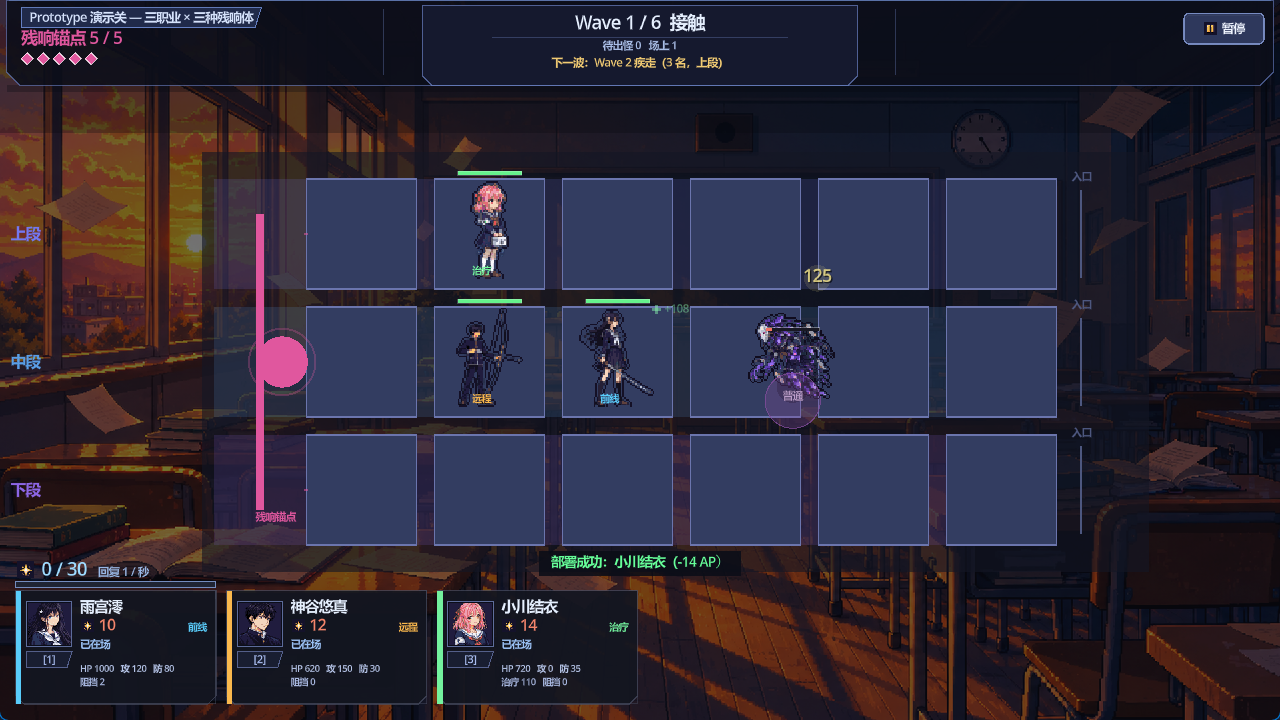 Prototype 演示关 — 三职业 × 三种残响体
残响锚点 5 / 5
Wave 1 / 6 接触
待出怪 0 场上 1
下一波: Wave 2 疾走 (3 名, 上段)
暂停
入口
上段
治疗
125
入口
+108
中段
远程
前线
普通
入口
下段
残响锚点
部署成功: 小川结衣 (-14 AP)
0 / 30 回复 1 / 秒
雨宫澪
10
前线
已在场
[1]
HP 1000 攻 120 防 80
阻挡 2
神谷悠真
12
远程
已在场
[2]
HP 620 攻 150 防 30
阻挡 0
小川结衣
14
治疗
已在场
[3]
HP 720 攻 0 防 35
治疗 110 阻挡 0